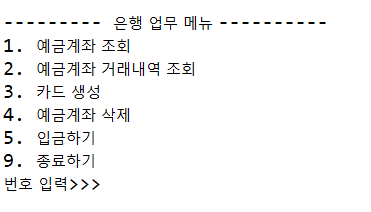 --------- 은행 업무 메뉴 ----------
1. 예금계좌 조회
2. 예금계좌 거래내역 조회
3. 카드 생성
4. 예금계좌 삭제
5. 입금하기
9. 종료하기
번호 입력>>>